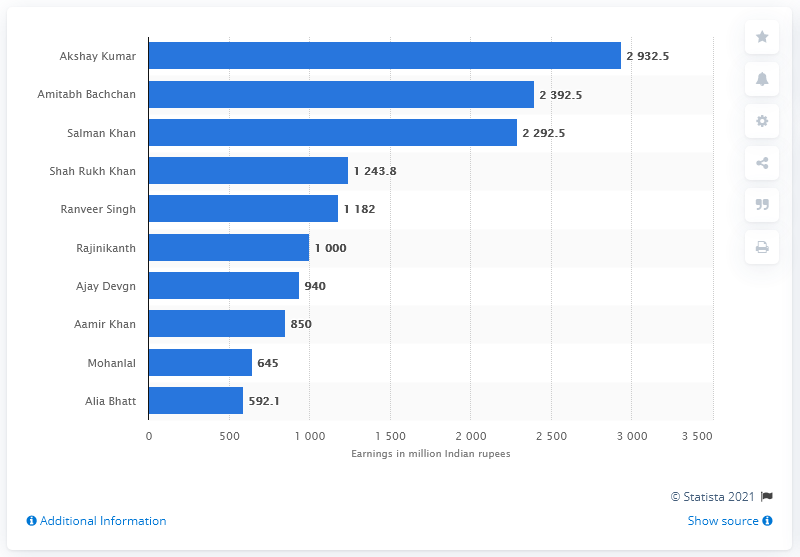 Akshay Kumar 2 932.5
Amitabh Bachchan 2 392.5
Salman Khan 2 292.5
Shah Rukh Khan 1 243.8
Ranveer Singh 1 182
Rajinikanth 1 000
Ajay Devgn 940
Aamir Khan 850
Mohanlal 645
Alia Bhatt 592.1
0 500 1 000 1 500 2 000 2 500 3 000 3 500
Earnings in million Indian rupees
© Statista 2021
Additional Information Show source